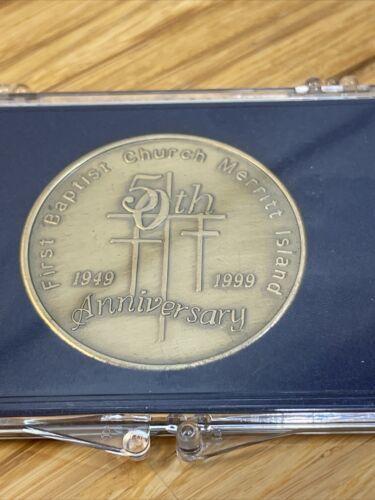 First Baptist Church Merritt Island
50th
1949 1999
Anniversary